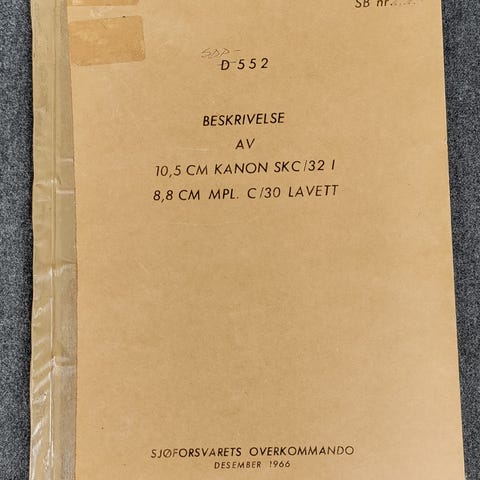 SB nr.
D 552
BESKRIVELSE
AV
10,5 CM KANON SKC/32 I
8,8 CM MPL. C/30 LAVETT
SJØFORSVARETS OVERKOMMANDO
DESEMBER 1966